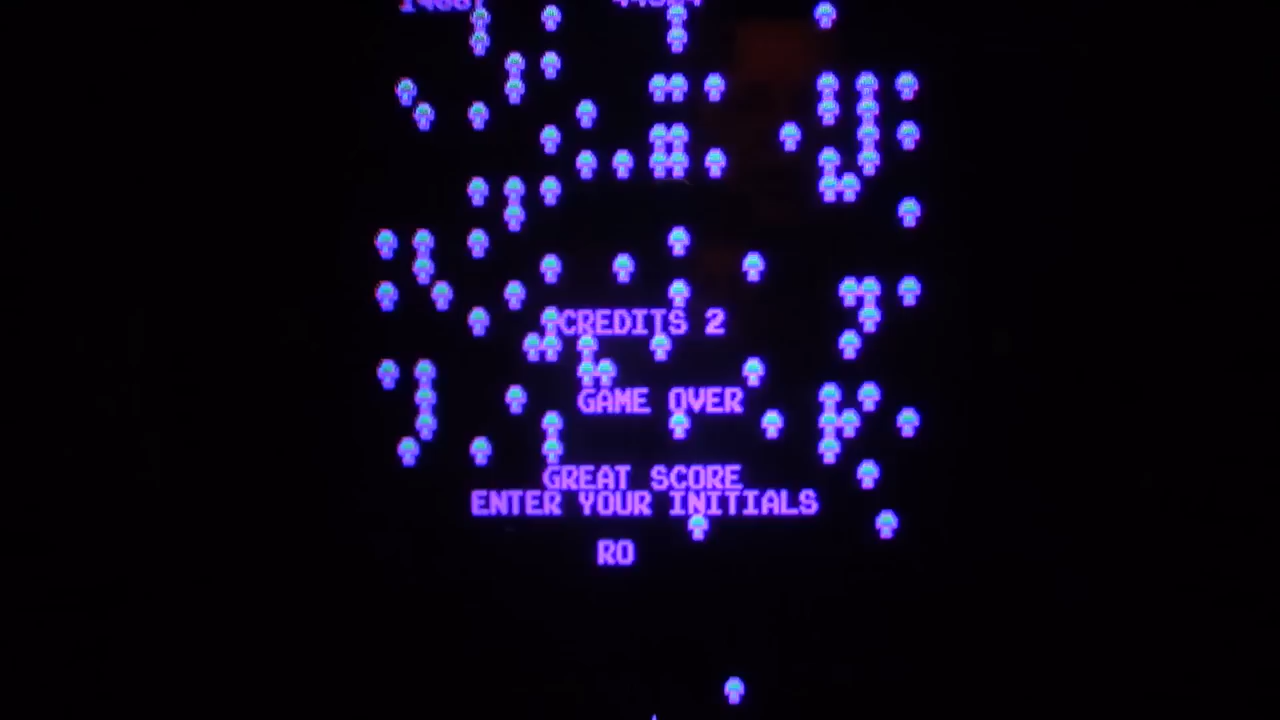 CREDITS 2
GAME OVER
GREAT SCORE
ENTER YOUR INITIALS
RO